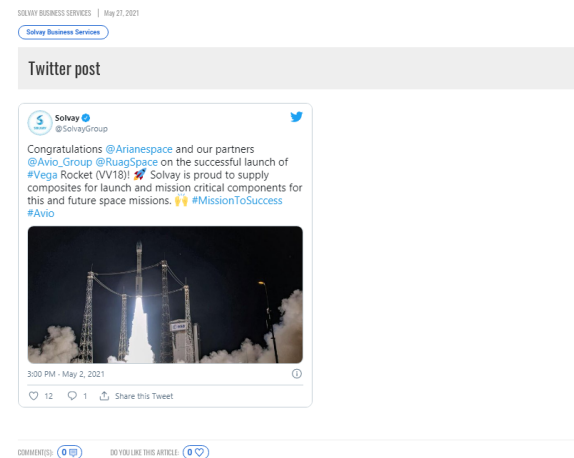 SOLVAY BUSINESS SERVICES | May 27, 2021
Solvay Business Services
Twitter post
Solvay
@SolvayGroup
Congratulations @Arianespace and our partners
@Avio_Group @RuagSpace on the successful launch of
#Vega Rocket (VV18)! 🚀 Solvay is proud to supply
composites for launch and mission critical components for
this and future space missions. 🙌 #MissionToSuccess
#Avio
3:00 PM · May 2, 2021
12 1 Share this Tweet
COMMENT(S): 0 DO YOU LIKE THIS ARTICLE: 0